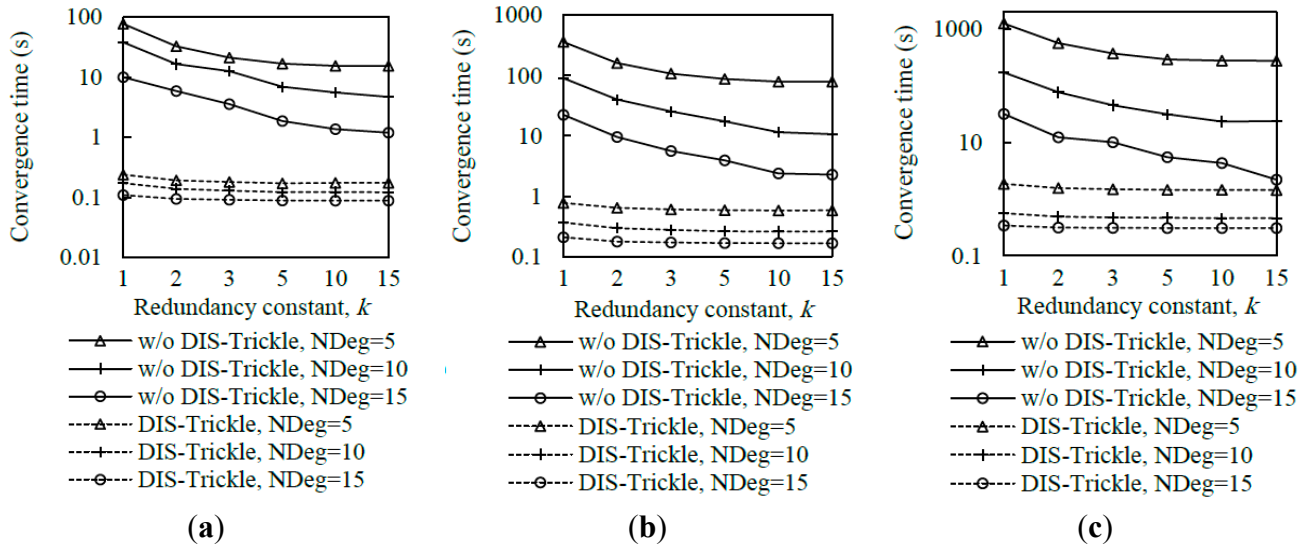 Convergence time (s)
100
10
1
0.1
0.01
1 2 3 5 10 15
Redundancy constant, k
w/o DIS-Trickle, NDeg=5
w/o DIS-Trickle, NDeg=10
w/o DIS-Trickle, NDeg=15
DIS-Trickle, NDeg=5
DIS-Trickle, NDeg=10
DIS-Trickle, NDeg=15
(a)
Convergence time (s)
1000
100
10
1
0.1
1 2 3 5 10 15
Redundancy constant, k
w/o DIS-Trickle, NDeg=5
w/o DIS-Trickle, NDeg=10
w/o DIS-Trickle, NDeg=15
DIS-Trickle, NDeg=5
DIS-Trickle, NDeg=10
DIS-Trickle, NDeg=15
(b)
Convergence time (s)
1000
10
0.1
1 2 3 5 10 15
Redundancy constant, k
w/o DIS-Trickle, NDeg=5
w/o DIS-Trickle, NDeg=10
w/o DIS-Trickle, NDeg=15
DIS-Trickle, NDeg=5
DIS-Trickle, NDeg=10
DIS-Trickle, NDeg=15
(c)